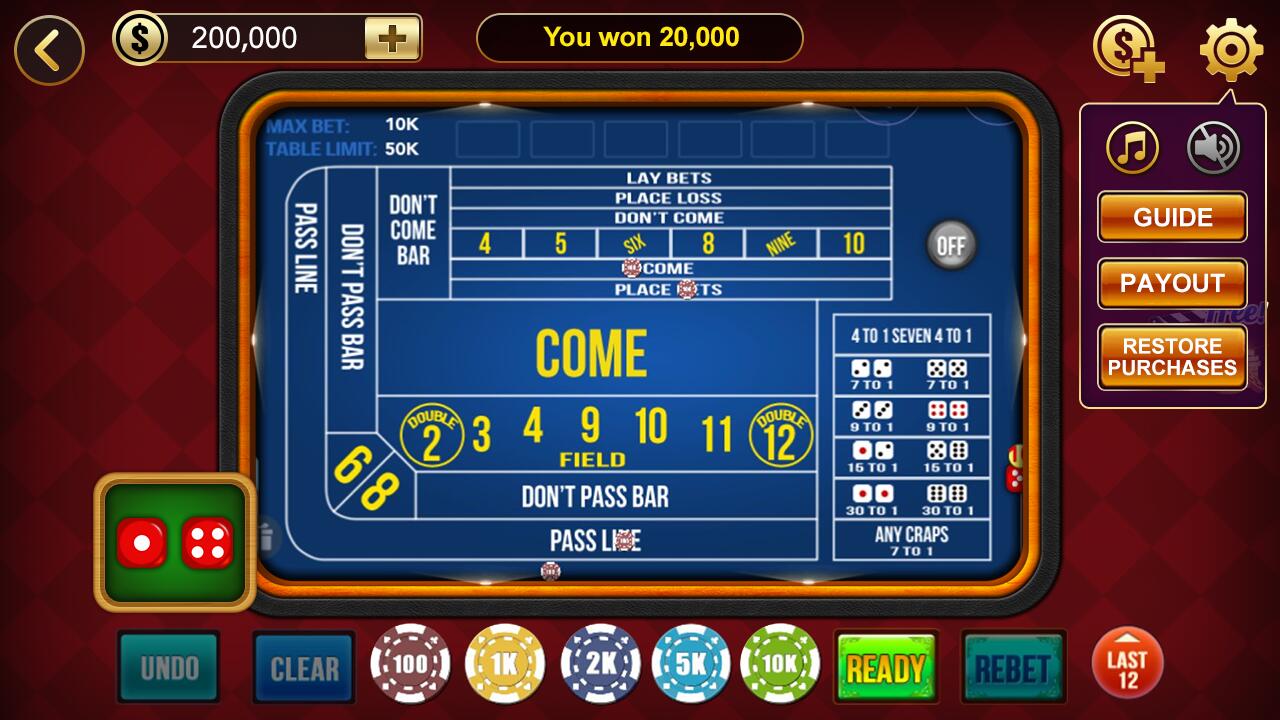 200,000
You won 20,000
MAX BET: 10K
TABLE LIMIT: 50K
GUIDE
PAYOUT
RESTORE
PURCHASES
LAY BETS
PLACE LOSS
DON'T COME
4 5 SIX 8 NINE 10
COME
OFF
PASS LINE
DON'T PASS BAR
DON'T
COME
BAR
COME
4 TO 1 SEVEN 4 TO 1
7 TO 1 7 TO 1
9 TO 1 9 TO 1
15 TO 1 15 TO 1
30 TO 1 30 TO 1
ANY CRAPS
7 TO 1
DOUBLE 2 3 4 9 10 11 DOUBLE 12
FIELD
6 8
DON'T PASS BAR
PASS
UNDO
CLEAR
100
1K
2K
5K
10K
READY
REBET
LAST
12